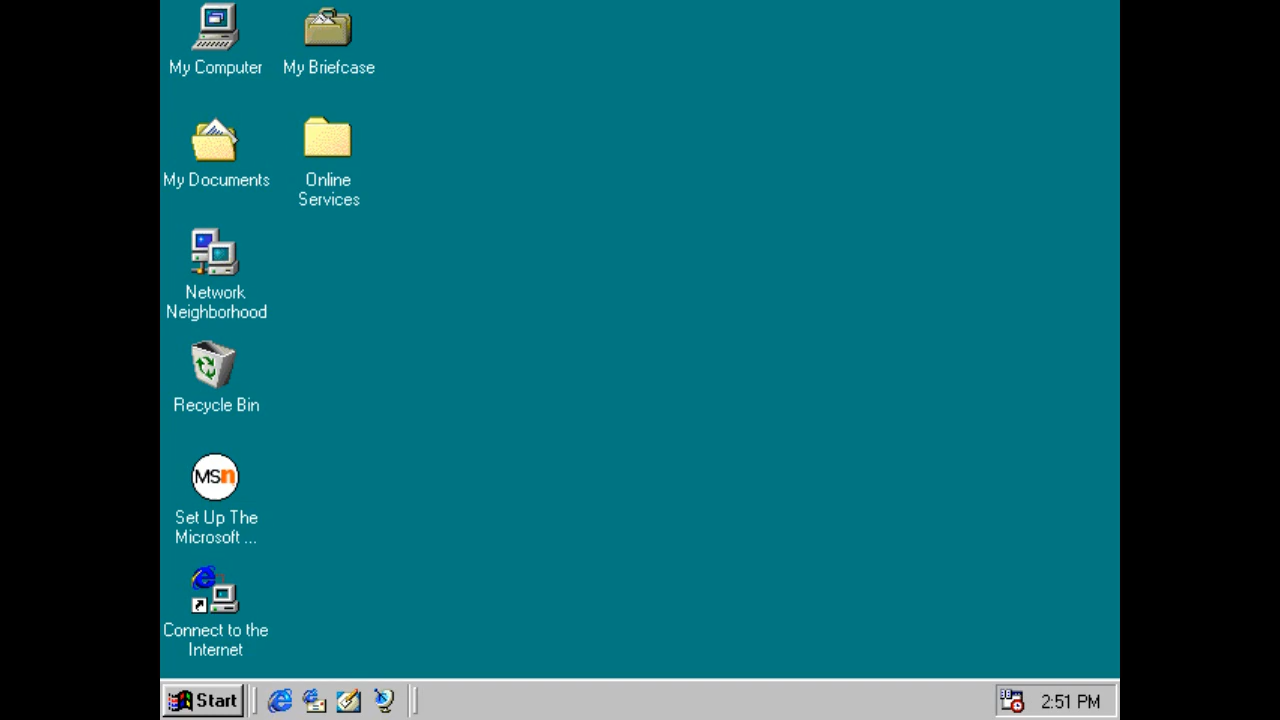 My Computer
My Briefcase
My Documents
Online
Services
Network
Neighborhood
Recycle Bin
MSn
Set Up The
Microsoft ...
Connect to the
Internet
Start
2:51 PM